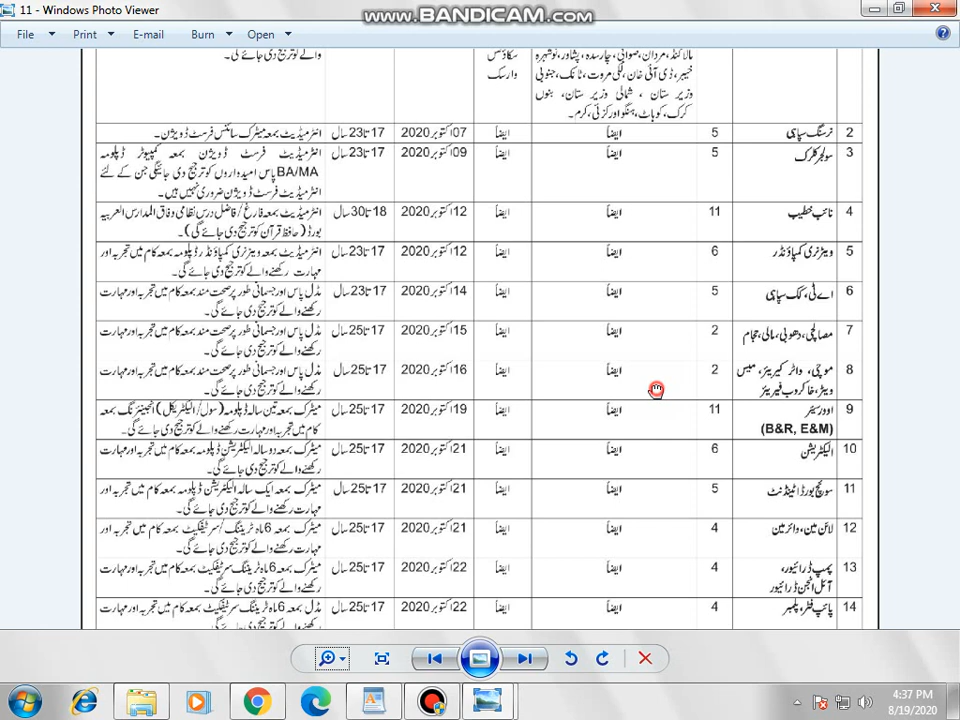 11 - Windows Photo Viewer
www.BANDICAM.com
File Print E-mail Burn Open
والے کو ترجیح دی جائے گی۔
سکاؤٹس
وارسک
مالاکنڈ، مردان، صوابی، چارسدہ، پشاور، نوشہرہ
خیبر، ڈی آئی خان، لکی مروت، ٹانک، جنوبی
وزیرستان، شمالی وزیر ستان، بنوں
کرک، کوہاٹ، ہنگو اور کزئی، کرم۔
2 نرسنگ سپاہی 5 ایضاً ایضاً 07 اکتوبر 2020 17 تا 23 سال انٹرمیڈیٹ بمعہ میٹرک سائنس فرسٹ ڈویژن۔
3 سولجر کلرک 5 ایضاً ایضاً 09 اکتوبر 2020 17 تا 23 سال انٹرمیڈیٹ فرسٹ ڈویژن بمعہ کمپیوٹر ڈپلومہ
BA/MA پاس امیدواروں کو ترجیح دی جائیگی جن کے لئے
انٹرمیڈیٹ فرسٹ ڈویژن ضروری نہیں ہیں۔
4 نائب خطیب 11 ایضاً ایضاً 12 اکتوبر 2020 18 تا 30 سال انٹرمیڈیٹ بمعہ فارغ/فاضل درس نظامی وفاق المدارس العربیہ
بورڈ (حافظ قرآن کو ترجیح دی جائے گی)۔
5 ویٹرنری کمپاؤنڈر 6 ایضاً ایضاً 12 اکتوبر 2020 17 تا 23 سال انٹرمیڈیٹ بمعہ ویٹرنری کمپاؤنڈر ڈپلومہ بمعہ کام میں تجربہ اور
مہارت رکھنے والے کو ترجیح دی جائے گی۔
6 اے ٹی، کک سپاہی 5 ایضاً ایضاً 14 اکتوبر 2020 17 تا 23 سال مڈل پاس اور جسمانی طور پر صحت مند بمعہ کام میں تجربہ اور مہارت
رکھنے والے کو ترجیح دی جائے گی۔
7 مصالچی، دھوبی، مالی، حجام 2 ایضاً ایضاً 15 اکتوبر 2020 17 تا 25 سال مڈل پاس اور جسمانی طور پر صحت مند بمعہ کام میں تجربہ اور مہارت
رکھنے والے کو ترجیح دی جائے گی۔
8 موچی، واٹر کیریئر، میس 2 ایضاً ایضاً 16 اکتوبر 2020 17 تا 25 سال مڈل پاس اور جسمانی طور پر صحت مند بمعہ کام میں تجربہ اور مہارت
ویٹر، خاکروب فیریئر رکھنے والے کو ترجیح دی جائے گی۔
9 اوورسیئر 11 ایضاً ایضاً 19 اکتوبر 2020 17 تا 25 سال میٹرک بمعہ تین سالہ ڈپلومہ (سول/الیکٹریکل) انجینئرنگ بمعہ
(B&R, E&M) کام میں تجربہ اور مہارت رکھنے والے کو ترجیح دی جائے گی۔
10 الیکٹریشن 6 ایضاً ایضاً 21 اکتوبر 2020 17 تا 25 سال میٹرک بمعہ دو سالہ الیکٹریشن ڈپلومہ بمعہ کام میں تجربہ اور مہارت
رکھنے والے کو ترجیح دی جائے گی۔
11 سوئچ بورڈ اٹینڈنٹ 5 ایضاً ایضاً 21 اکتوبر 2020 17 تا 25 سال میٹرک بمعہ ایک سالہ الیکٹریشن ڈپلومہ بمعہ کام میں تجربہ اور
مہارت رکھنے والے کو ترجیح دی جائے گی۔
12 لائن مین، وائرمین 4 ایضاً ایضاً 21 اکتوبر 2020 17 تا 25 سال میٹرک بمعہ 6 ماہ ٹریننگ/سرٹیفکیٹ بمعہ کام میں تجربہ اور
مہارت رکھنے والے کو ترجیح دی جائے گی۔
13 پمپ ڈرائیور، 4 ایضاً ایضاً 22 اکتوبر 2020 17 تا 25 سال میٹرک بمعہ 6 ماہ ٹریننگ سرٹیفکیٹ بمعہ کام میں تجربہ اور مہارت
آئل انجن ڈرائیور رکھنے والے کو ترجیح دی جائے گی۔
14 پائپ فٹر، پلمبر 4 ایضاً ایضاً 22 اکتوبر 2020 17 تا 25 سال مڈل بمعہ 6 ماہ ٹریننگ سرٹیفکیٹ بمعہ کام میں تجربہ اور مہارت
4:37 PM
8/19/2020